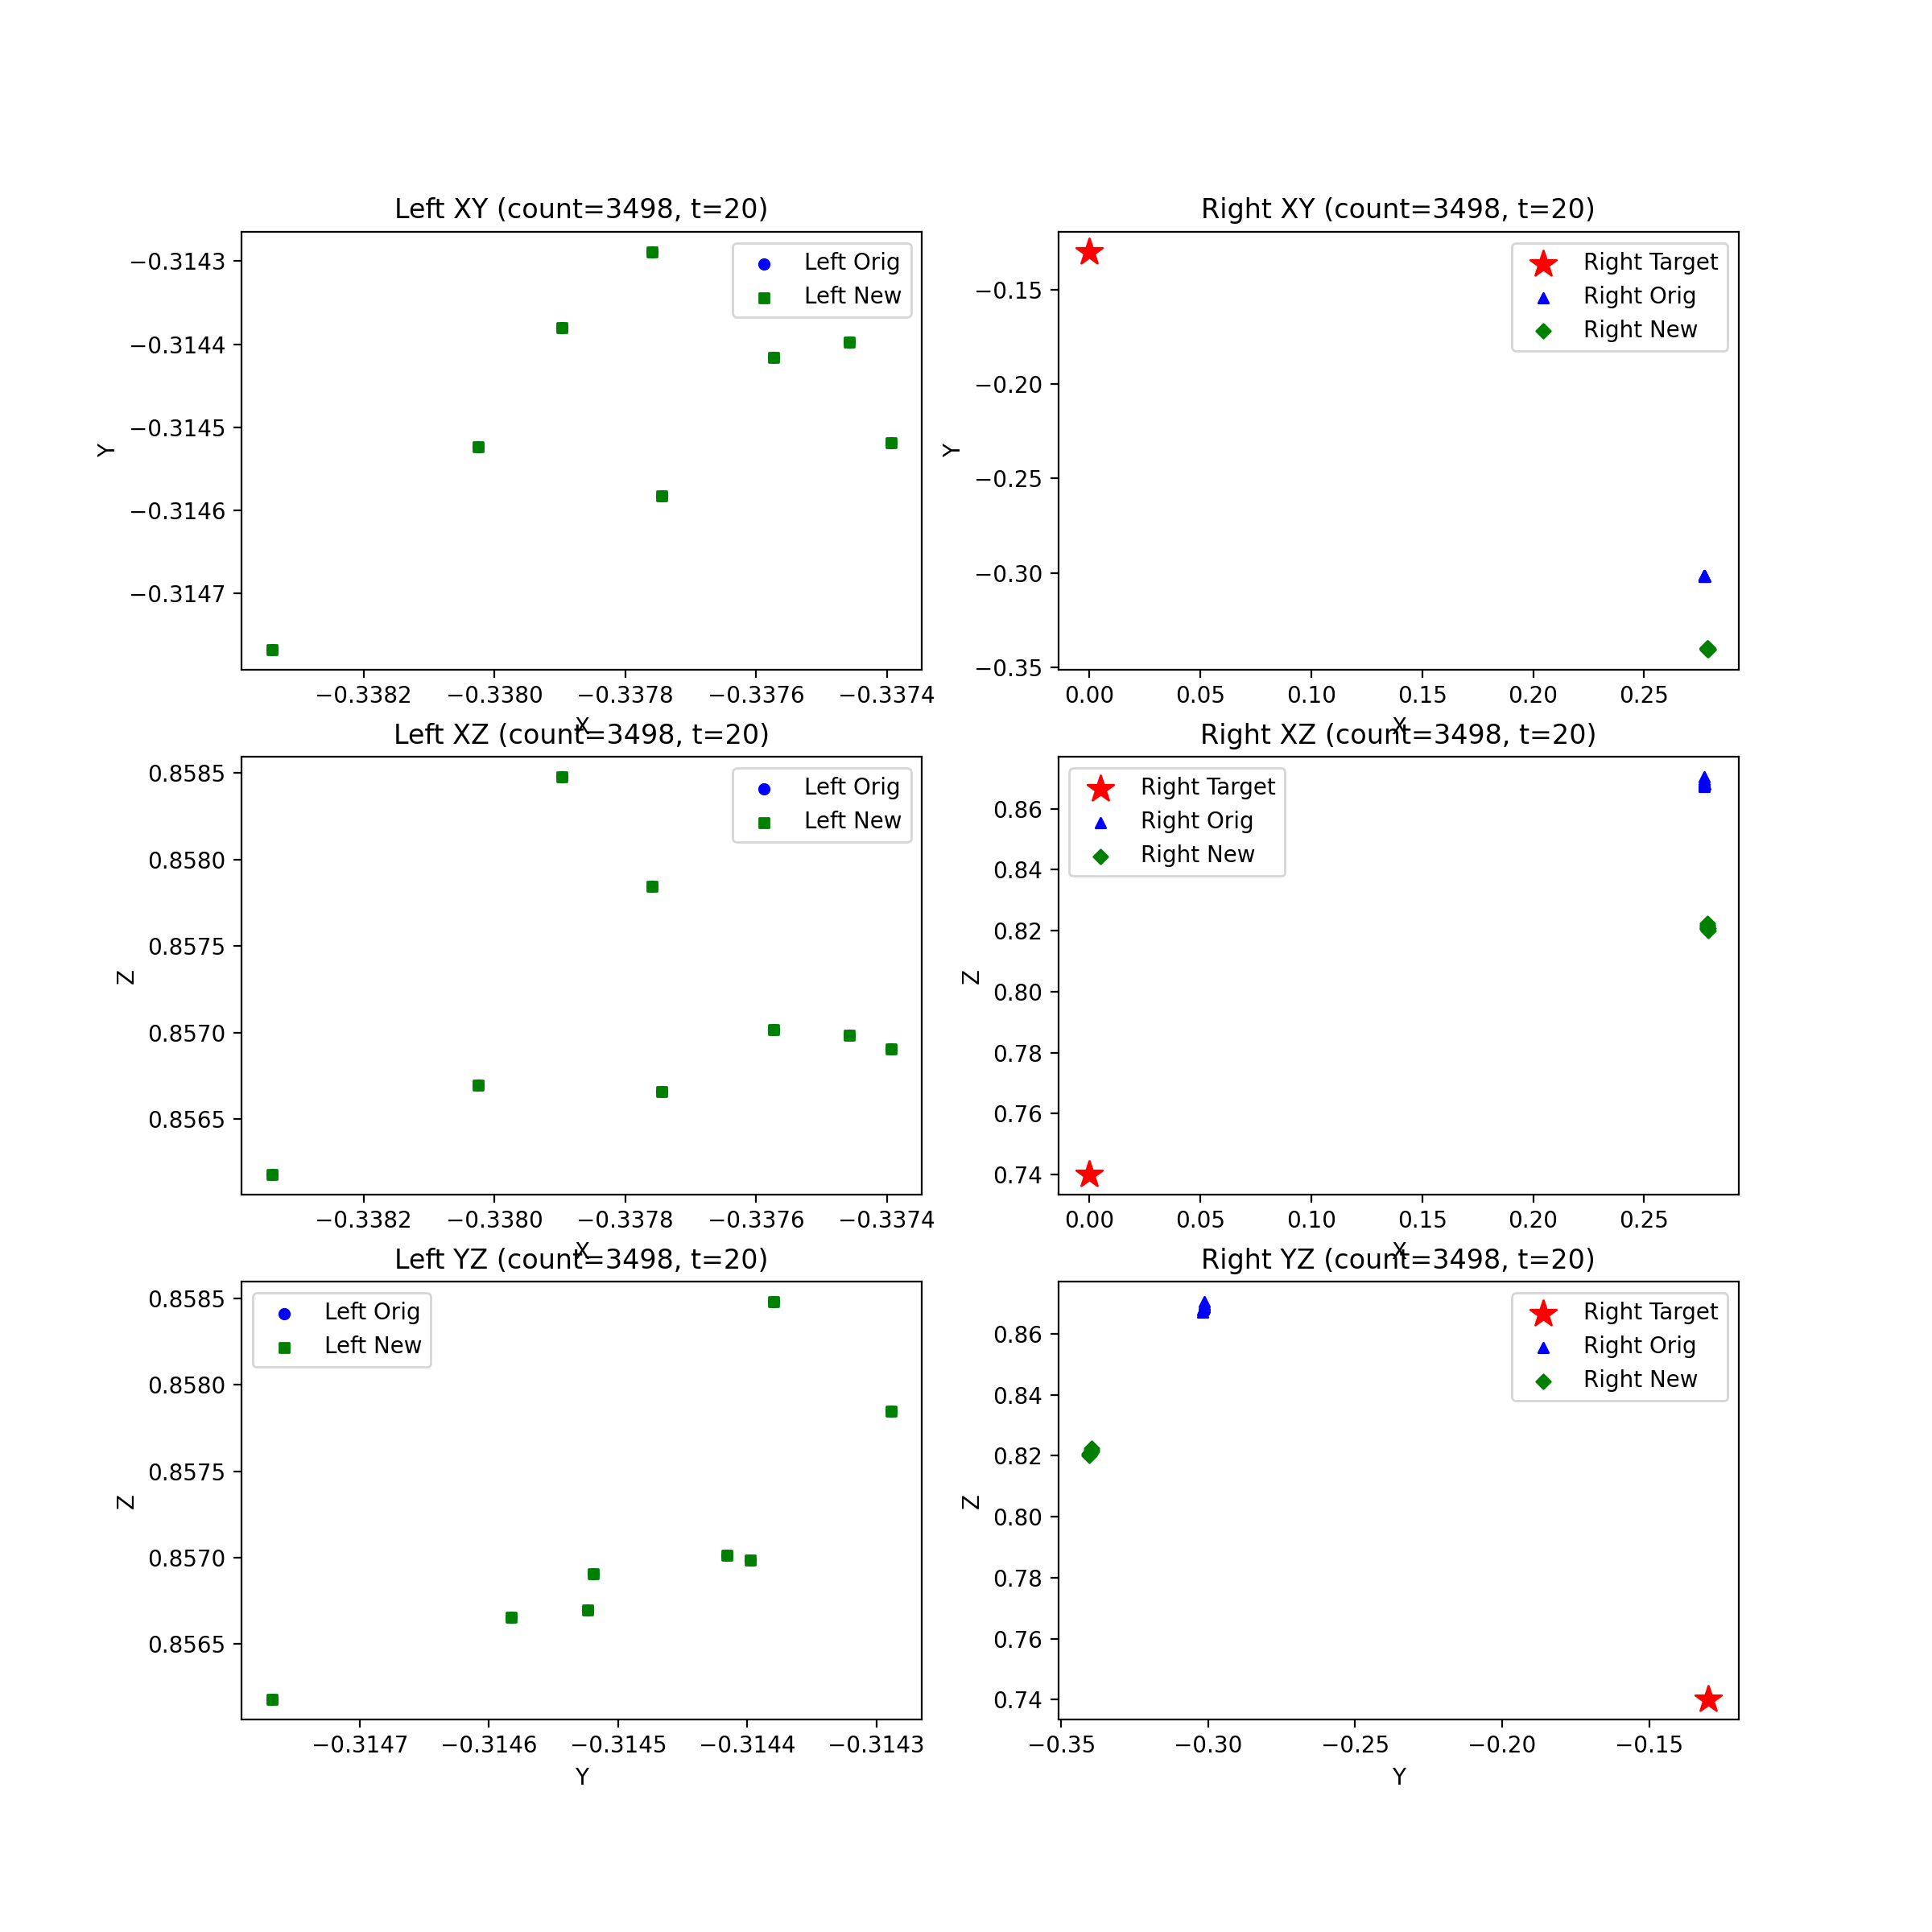 Left XY (count=3498, t=20)
Right XY (count=3498, t=20)
Left Orig
Left New
Right Target
Right Orig
Right New
−0.3143
−0.3144
−0.3145
−0.3146
−0.3147
Y
−0.3382
−0.3380
−0.3378
−0.3376
−0.3374
X
−0.15
−0.20
−0.25
−0.30
−0.35
Y
0.00
0.05
0.10
0.15
0.20
0.25
X
Left XZ (count=3498, t=20)
Right XZ (count=3498, t=20)
Left Orig
Left New
Right Target
Right Orig
Right New
0.8585
0.8580
0.8575
0.8570
0.8565
Z
−0.3382
−0.3380
−0.3378
−0.3376
−0.3374
X
0.86
0.84
0.82
0.80
0.78
0.76
0.74
Z
0.00
0.05
0.10
0.15
0.20
0.25
X
Left YZ (count=3498, t=20)
Right YZ (count=3498, t=20)
Left Orig
Left New
Right Target
Right Orig
Right New
0.8585
0.8580
0.8575
0.8570
0.8565
Z
−0.3147
−0.3146
−0.3145
−0.3144
−0.3143
Y
0.86
0.84
0.82
0.80
0.78
0.76
0.74
Z
−0.35
−0.30
−0.25
−0.20
−0.15
Y